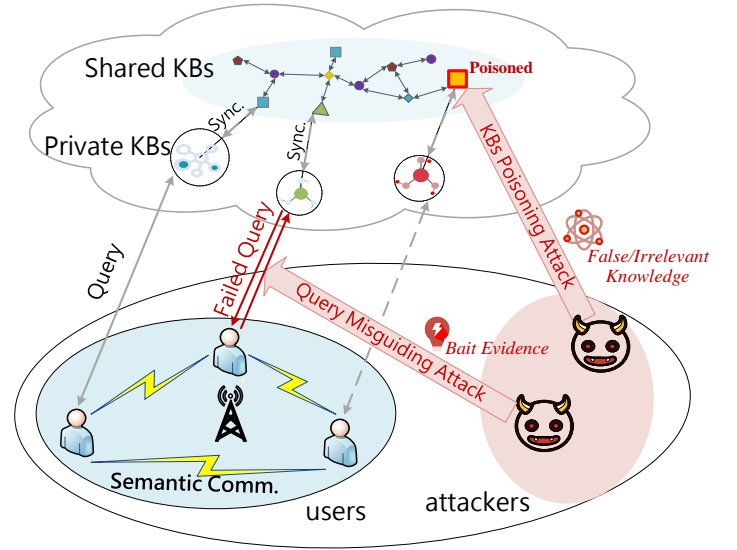 Shared KBs
Poisoned
Sync.
Private KBs
Sync.
KBs Poisoning Attack
Query
Failed Query
False/Irrelevant
Knowledge
Query Misguiding Attack
Bait Evidence
Semantic Comm.
users
attackers